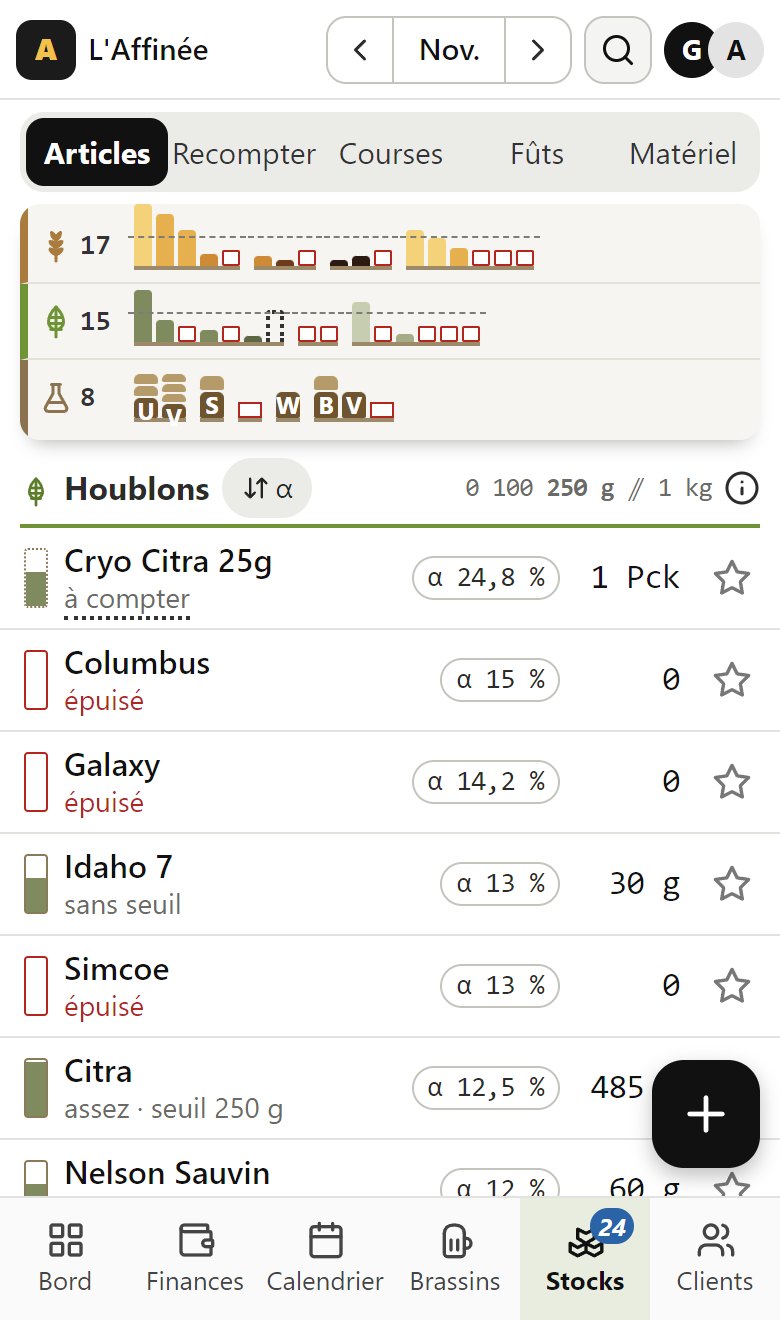 A L'Affinée Nov. G A
Articles Recompter Courses Fûts Matériel
17
15
8 U V S W B V
Houblons α 0 100 250 g // 1 kg
Cryo Citra 25g α 24,8 % 1 Pck
à compter
Columbus α 15 % 0
épuisé
Galaxy α 14,2 % 0
épuisé
Idaho 7 α 13 % 30 g
sans seuil
Simcoe α 13 % 0
épuisé
Citra α 12,5 % 485
assez · seuil 250 g
Nelson Sauvin α 12 % 60 g
24
Bord Finances Calendrier Brassins Stocks Clients